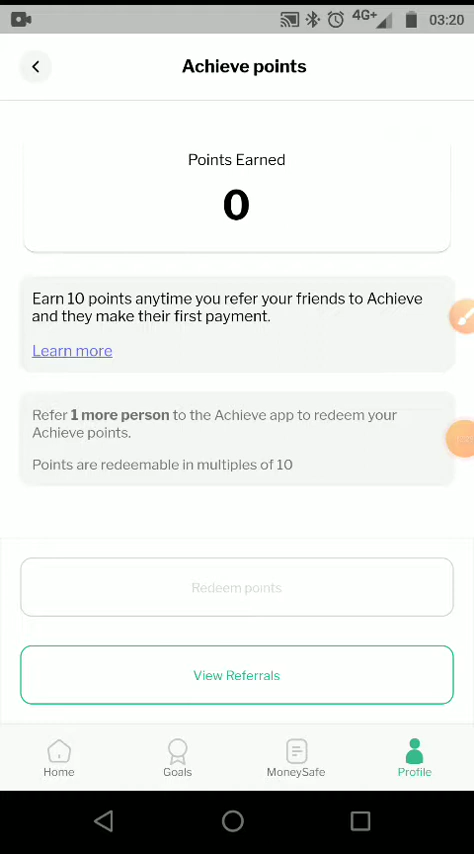 4G+ 03:20
Achieve points
Points Earned
0
Earn 10 points anytime you refer your friends to Achieve
and they make their first payment.
Learn more
Refer 1 more person to the Achieve app to redeem your
Achieve points.
Points are redeemable in multiples of 10
Redeem points
View Referrals
Home Goals MoneySafe Profile